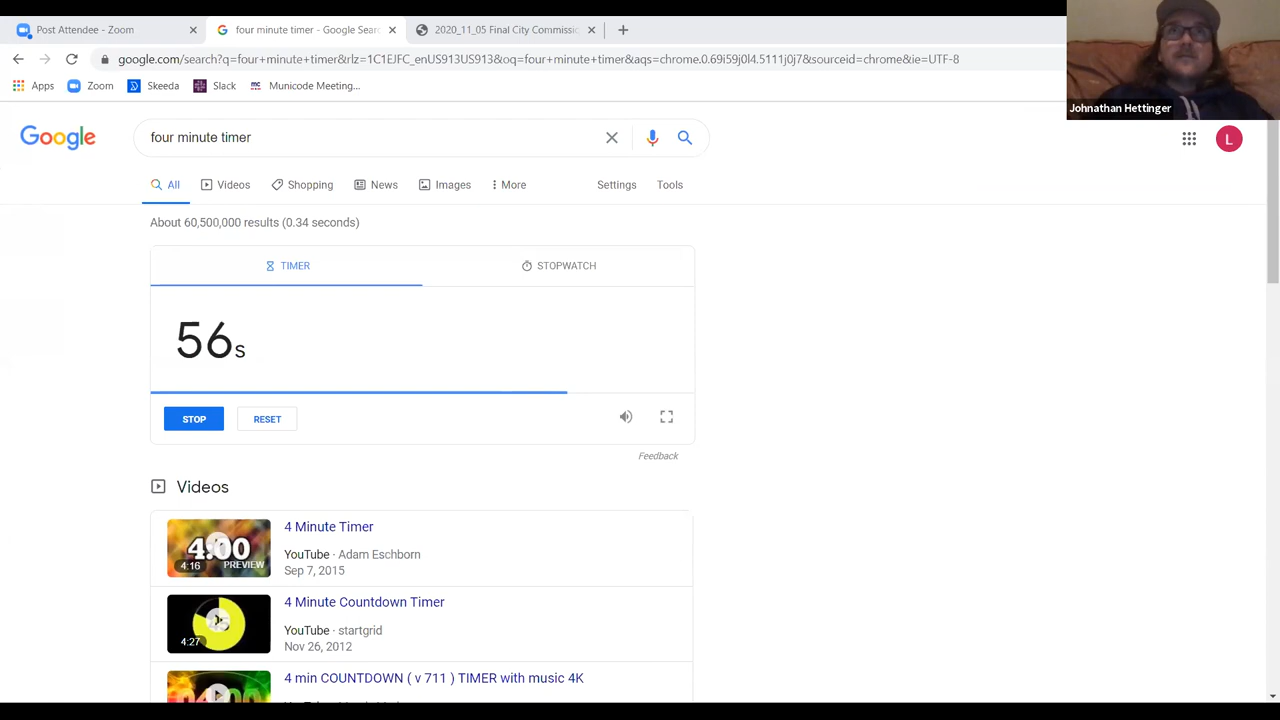 Post Attendee - Zoom
four minute timer - Google Sear
2020_11_05 Final City Commissio
google.com/search?q=four+minute+timer&rlz=1C1EJFC_enUS913US913&oq=four+minute+timer&aqs=chrome.0.69i59j0l4.5111j0j7&sourceid=chrome&ie=UTF-8
Apps
Zoom
Skeeda
Slack
Municode Meeting...
Johnathan Hettinger
Google
four minute timer
L
All
Videos
Shopping
News
Images
More
Settings
Tools
About 60,500,000 results (0.34 seconds)
TIMER
STOPWATCH
56s
STOP
RESET
Feedback
Videos
4:00
PREVIEW
4:16
4 Minute Timer
YouTube · Adam Eschborn
Sep 7, 2015
4:27
4 Minute Countdown Timer
YouTube · startgrid
Nov 26, 2012
4 min COUNTDOWN ( v 711 ) TIMER with music 4K